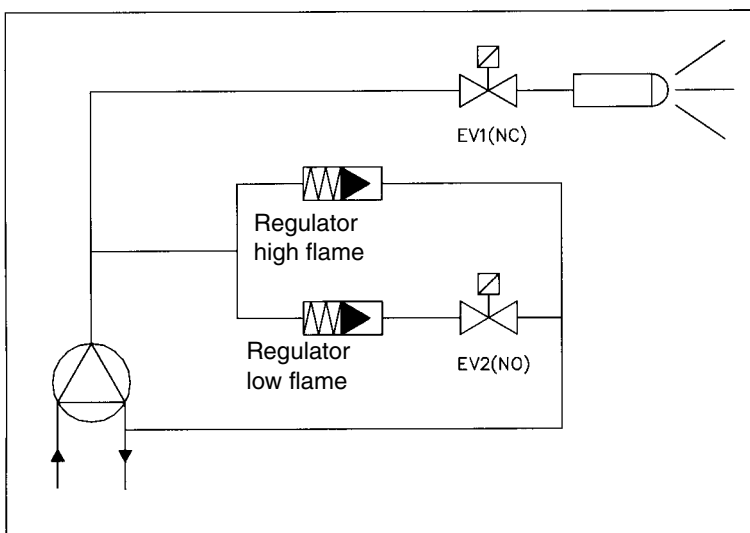 EV1(NC)
Regulator
high flame
Regulator
low flame
EV2(NO)